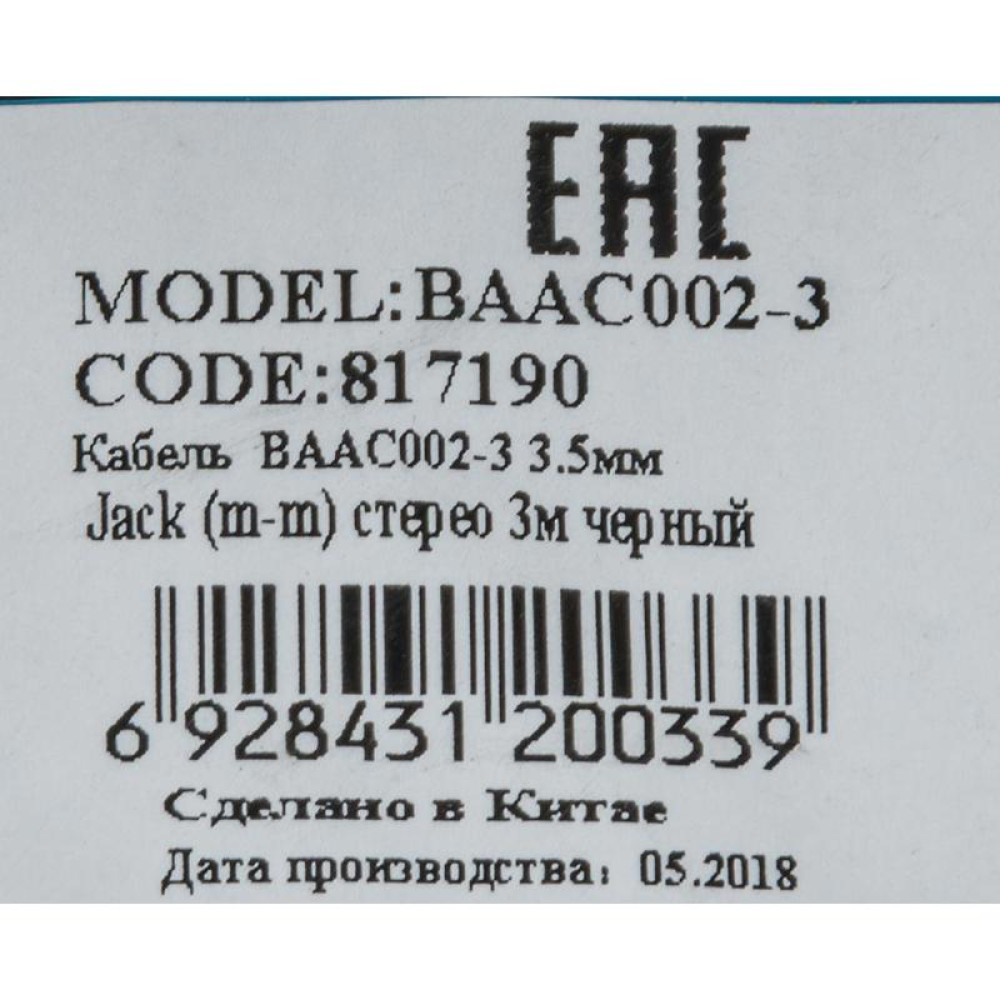 EAC
MODEL:BAAC002-3
CODE:817190
Кабель BAAC002-3 3.5мм
Jack (m-m) стерео 3м черный
6 928431 200339
Сделано в Китае
Дата производства: 05.2018